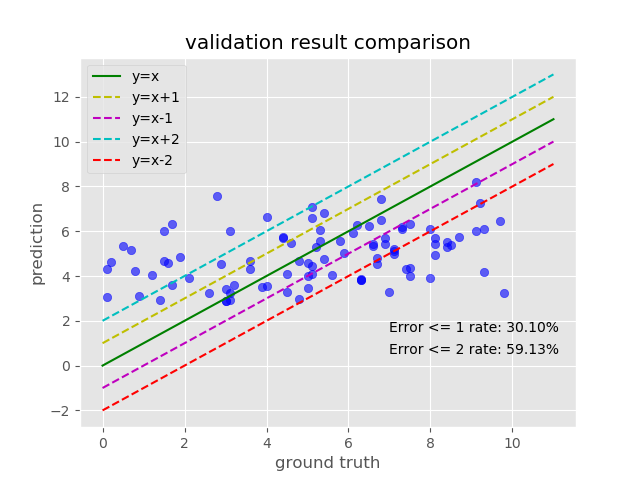 validation result comparison
y=x
y=x+1
y=x-1
y=x+2
y=x-2
12
10
8
6
4
2
0
−2
prediction
Error <= 1 rate: 30.10%
Error <= 2 rate: 59.13%
0 2 4 6 8 10
ground truth